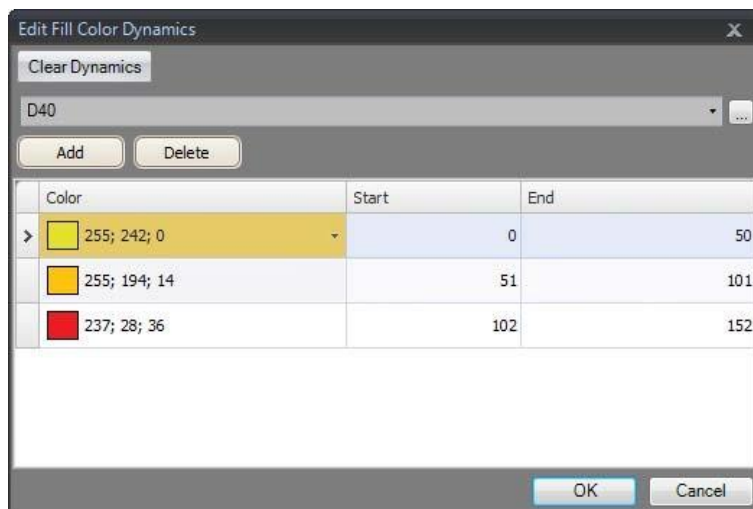 Edit Fill Color Dynamics x
Clear Dynamics
D40 ...
Add Delete
Color Start End
255; 242; 0 0 50
255; 194; 14 51 101
237; 28; 36 102 152
OK Cancel